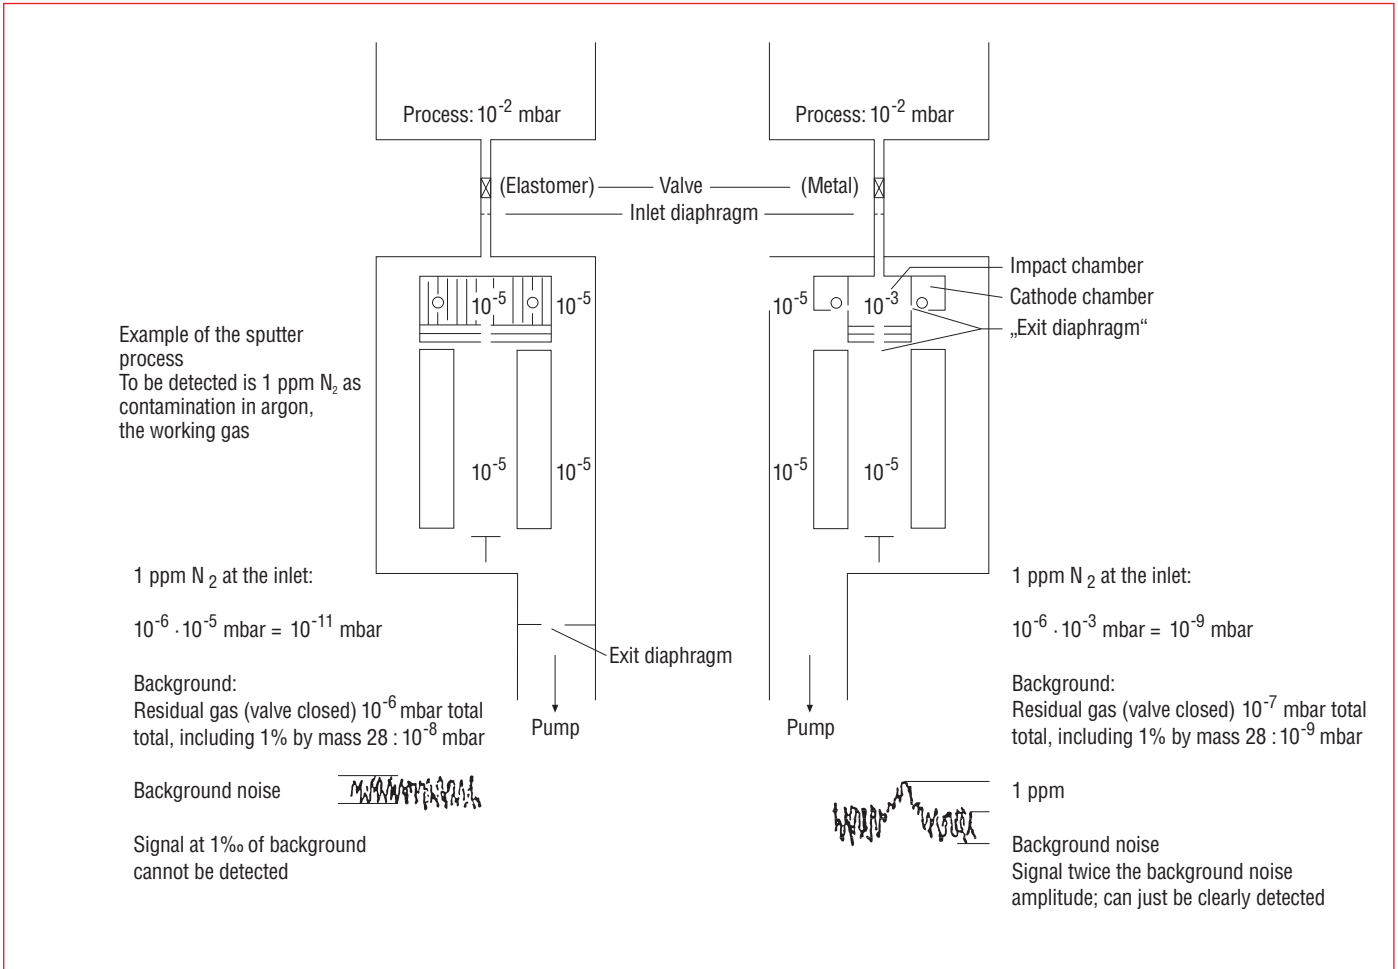 Process: 10⁻² mbar
Process: 10⁻² mbar
(Elastomer) Valve (Metal)
Inlet diaphragm
Impact chamber
Cathode chamber
„Exit diaphragm“
10⁻⁵ 10⁻⁵
10⁻⁵ 10⁻³
Example of the sputter
process
To be detected is 1 ppm N₂ as
contamination in argon,
the working gas
10⁻⁵ 10⁻⁵
10⁻⁵ 10⁻⁵
1 ppm N ₂ at the inlet:
10⁻⁶ · 10⁻⁵ mbar = 10⁻¹¹ mbar
Exit diaphragm
Background:
Residual gas (valve closed) 10⁻⁶ mbar total
total, including 1% by mass 28 : 10⁻⁸ mbar
Pump
Background noise
Signal at 1‰ of background
cannot be detected
1 ppm N ₂ at the inlet:
10⁻⁶ · 10⁻³ mbar = 10⁻⁹ mbar
Background:
Residual gas (valve closed) 10⁻⁷ mbar total
total, including 1% by mass 28 : 10⁻⁹ mbar
Pump
1 ppm
Background noise
Signal twice the background noise
amplitude; can just be clearly detected